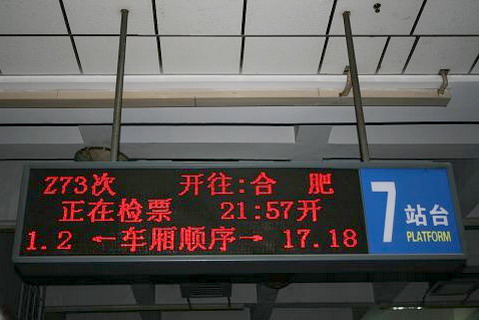 Z73次 开往:合 肥
正在检票 21:57开
1.2 ←车厢顺序→ 17.18
7 站台
PLATFORM